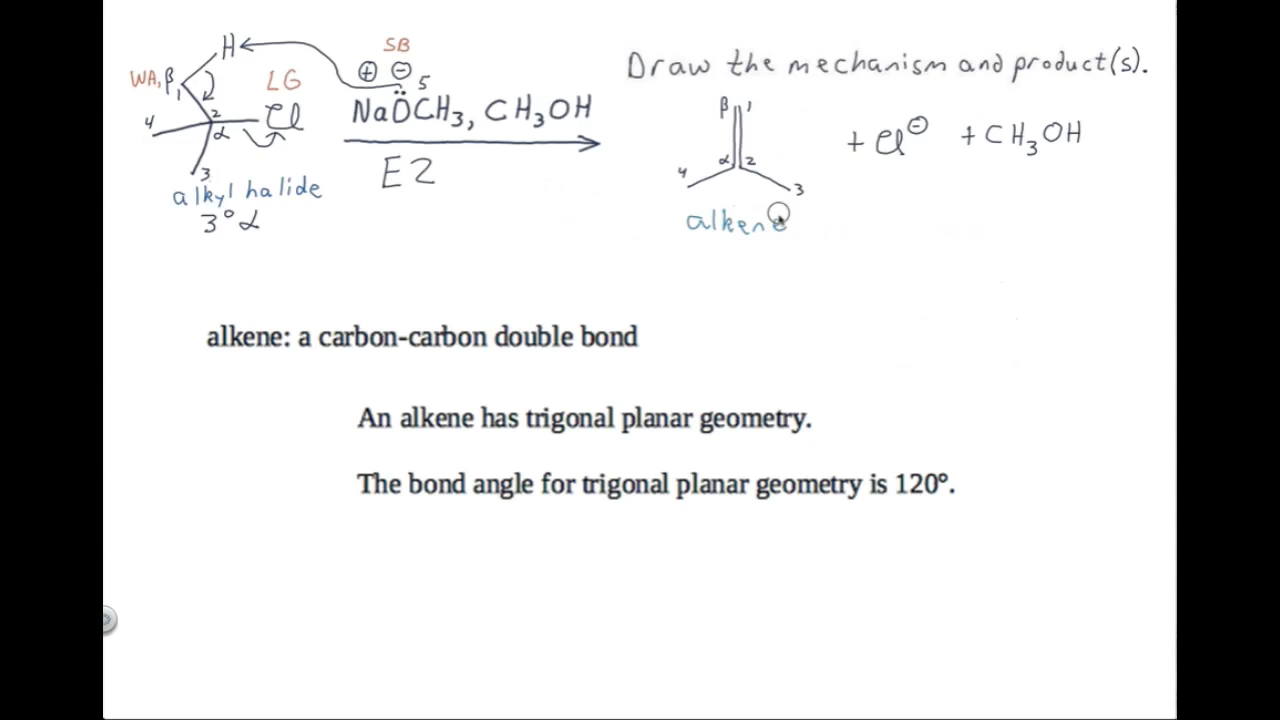 H SB
WA, β LG ⊕ ⊖ 5 Draw the mechanism and product(s).
1 β 1
4 2 Cl NaÖCH3, CH3OH + Cl⊖ + CH3OH
α α 2
3 E2 4 3
alkyl halide
3° α alkene
alkene: a carbon-carbon double bond
An alkene has trigonal planar geometry.
The bond angle for trigonal planar geometry is 120°.